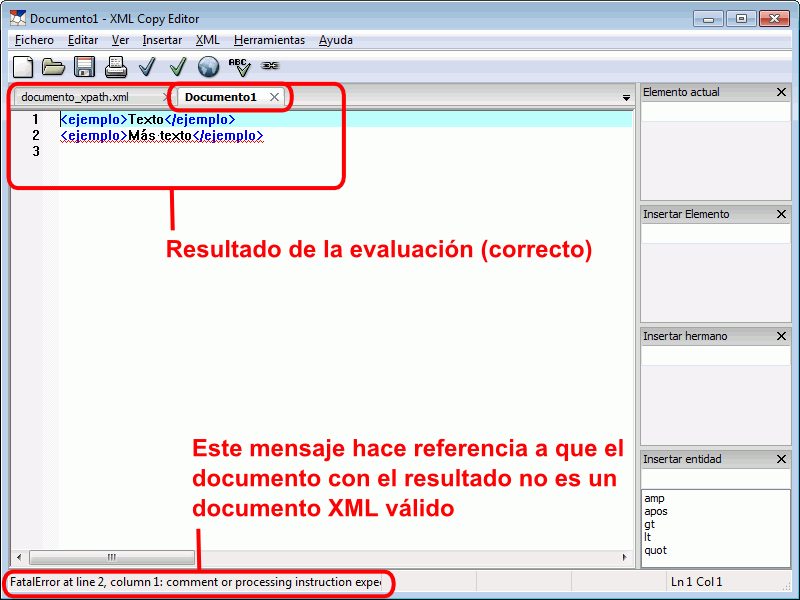 Documento1 - XML Copy Editor
Fichero Editar Ver Insertar XML Herramientas Ayuda
ABC
documento_xpath.xml Documento1
Elemento actual
1 <ejemplo>Texto</ejemplo>
2 <ejemplo>Más texto</ejemplo>
3
Insertar Elemento
Resultado de la evaluación (correcto)
Insertar hermano
Este mensaje hace referencia a que el
documento con el resultado no es un
documento XML válido
Insertar entidad
amp
apos
gt
lt
quot
FatalError at line 2, column 1: comment or processing instruction expe
Ln 1 Col 1